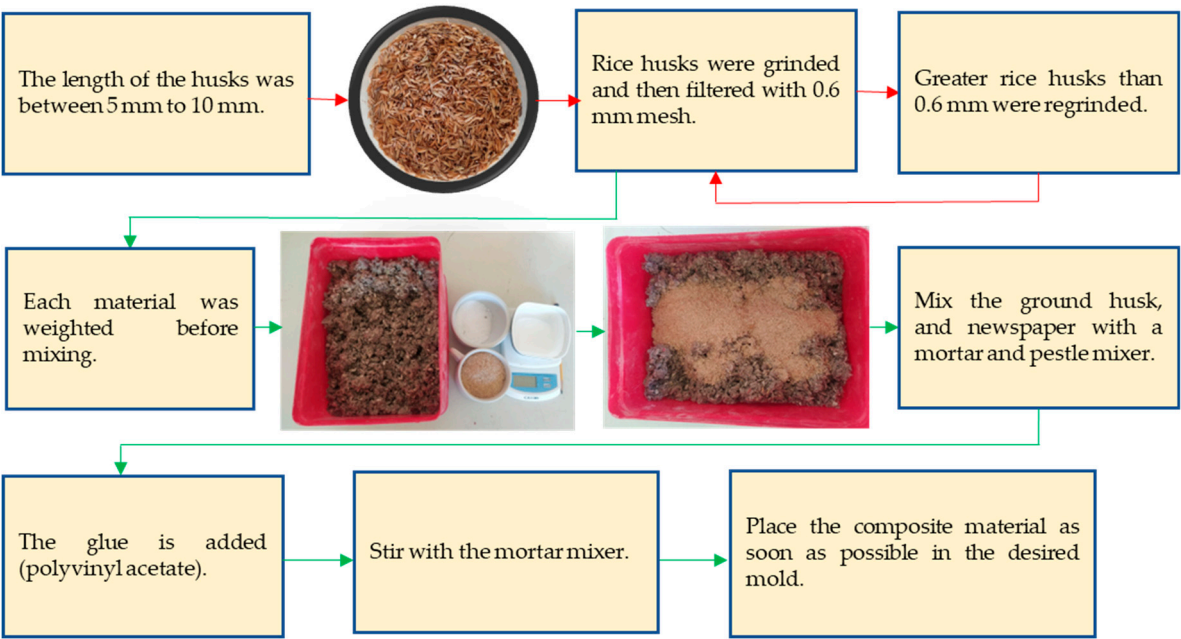 The length of the husks was
between 5 mm to 10 mm.
Rice husks were grinded
and then filtered with 0.6
mm mesh.
Greater rice husks than
0.6 mm were regrinded.
Each material was
weighted before
mixing.
Mix the ground husk,
and newspaper with a
mortar and pestle mixer.
The glue is added
(polyvinyl acetate).
Stir with the mortar mixer.
Place the composite material as
soon as possible in the desired
mold.